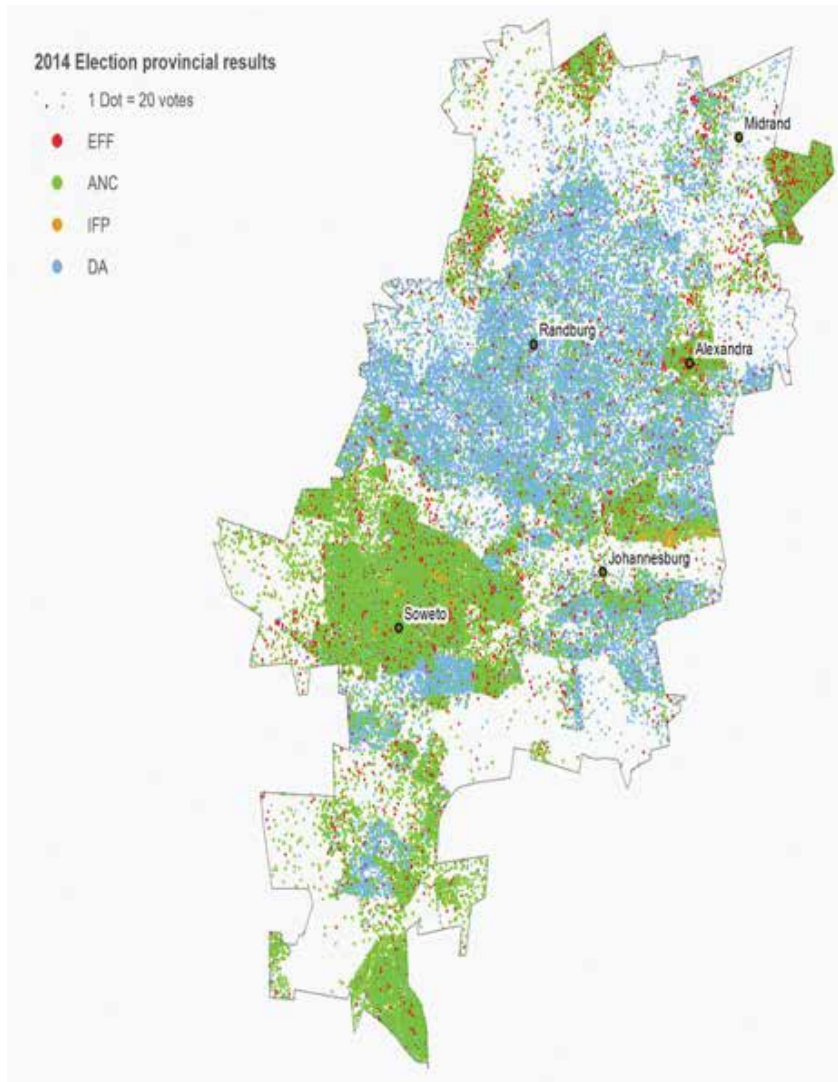 2014 Election provincial results
1 Dot = 20 votes
EFF
ANC
IFP
DA
Midrand
Randburg
Alexandra
Johannesburg
Soweto